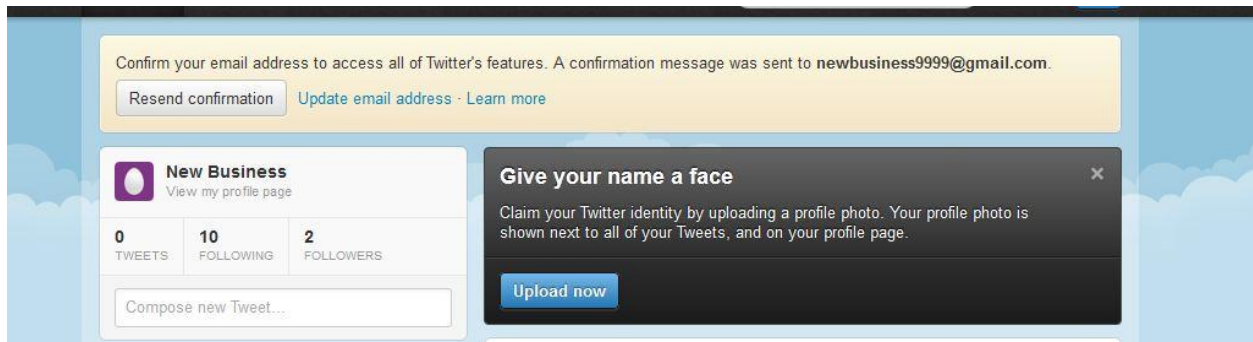 Confirm your email address to access all of Twitter's features. A confirmation message was sent to newbusiness9999@gmail.com.
Resend confirmation Update email address · Learn more
New Business
View my profile page
0 10 2
TWEETS FOLLOWING FOLLOWERS
Compose new Tweet...
Give your name a face ×
Claim your Twitter identity by uploading a profile photo. Your profile photo is
shown next to all of your Tweets, and on your profile page.
Upload now